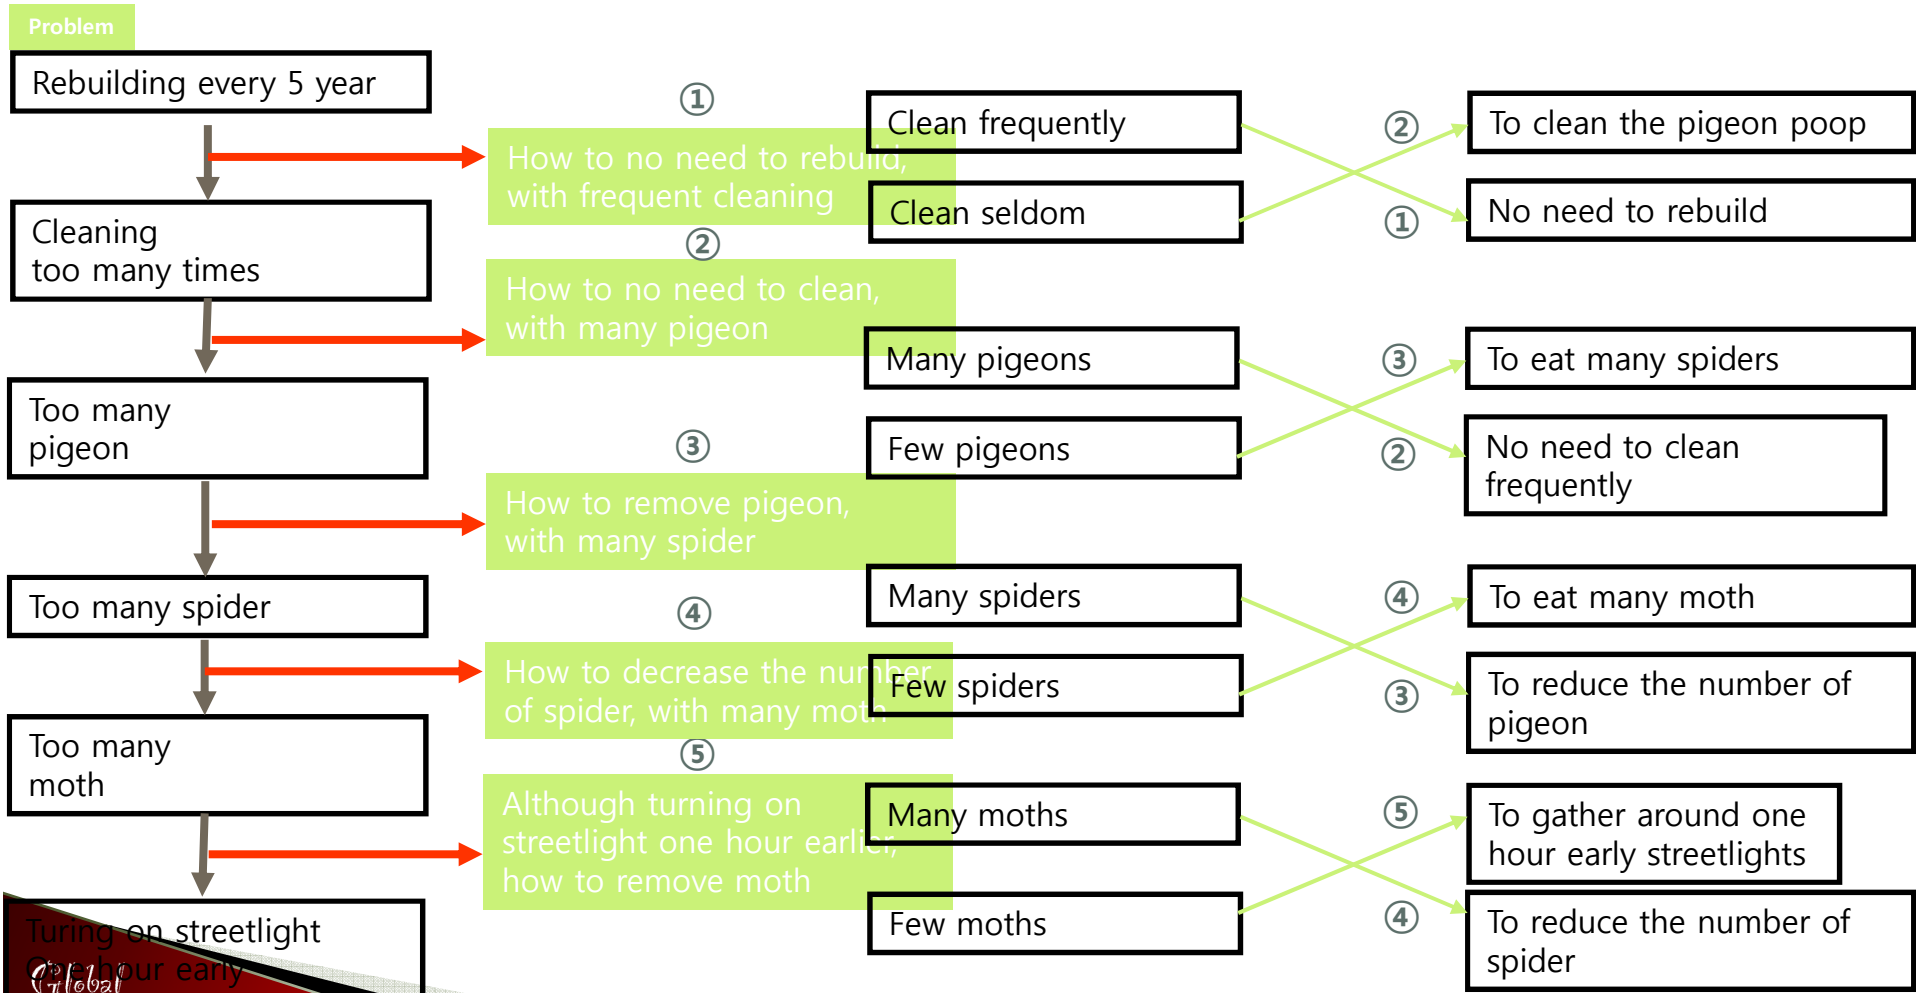 Problem
Rebuilding every 5 year
Cleaning
too many times
Too many
pigeon
Too many spider
Too many
moth
Turing on streetlight
One hour early
Global
①
How to no need to rebuild,
with frequent cleaning
②
How to no need to clean,
with many pigeon
③
How to remove pigeon,
with many spider
④
How to decrease the number
of spider, with many moth
⑤
Although turning on
streetlight one hour earlier,
how to remove moth
Clean frequently
Clean seldom
②
①
To clean the pigeon poop
No need to rebuild
Many pigeons
Few pigeons
③
②
To eat many spiders
No need to clean
frequently
Many spiders
Few spiders
④
③
To eat many moth
To reduce the number of
pigeon
Many moths
Few moths
⑤
④
To gather around one
hour early streetlights
To reduce the number of
spider